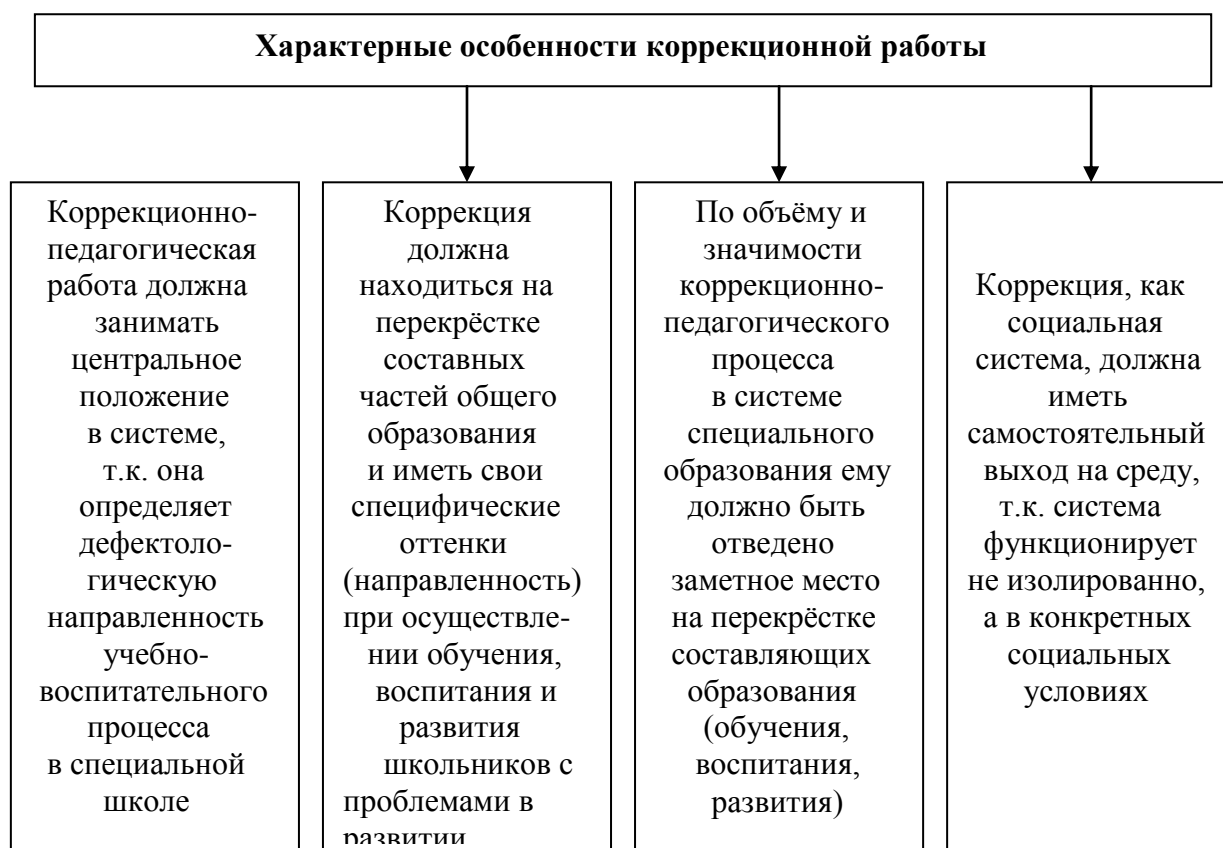 Характерные особенности коррекционной работы
Коррекционно-
педагогическая
работа должна
занимать
центральное
положение
в системе,
т.к. она
определяет
дефектоло-
гическую
направленность
учебно-
воспитательного
процесса
в специальной
школе
Коррекция
должна
находиться на
перекрёстке
составных
частей общего
образования
и иметь свои
специфические
оттенки
(направленность)
при осуществле-
нии обучения,
воспитания и
развития
школьников с
проблемами в
развитии
По объёму и
значимости
коррекционно-
педагогического
процесса
в системе
специального
образования ему
должно быть
отведено
заметное место
на перекрёстке
составляющих
образования
(обучения,
воспитания,
развития)
Коррекция, как
социальная
система, должна
иметь
самостоятельный
выход на среду,
т.к. система
функционирует
не изолированно,
а в конкретных
социальных
условиях